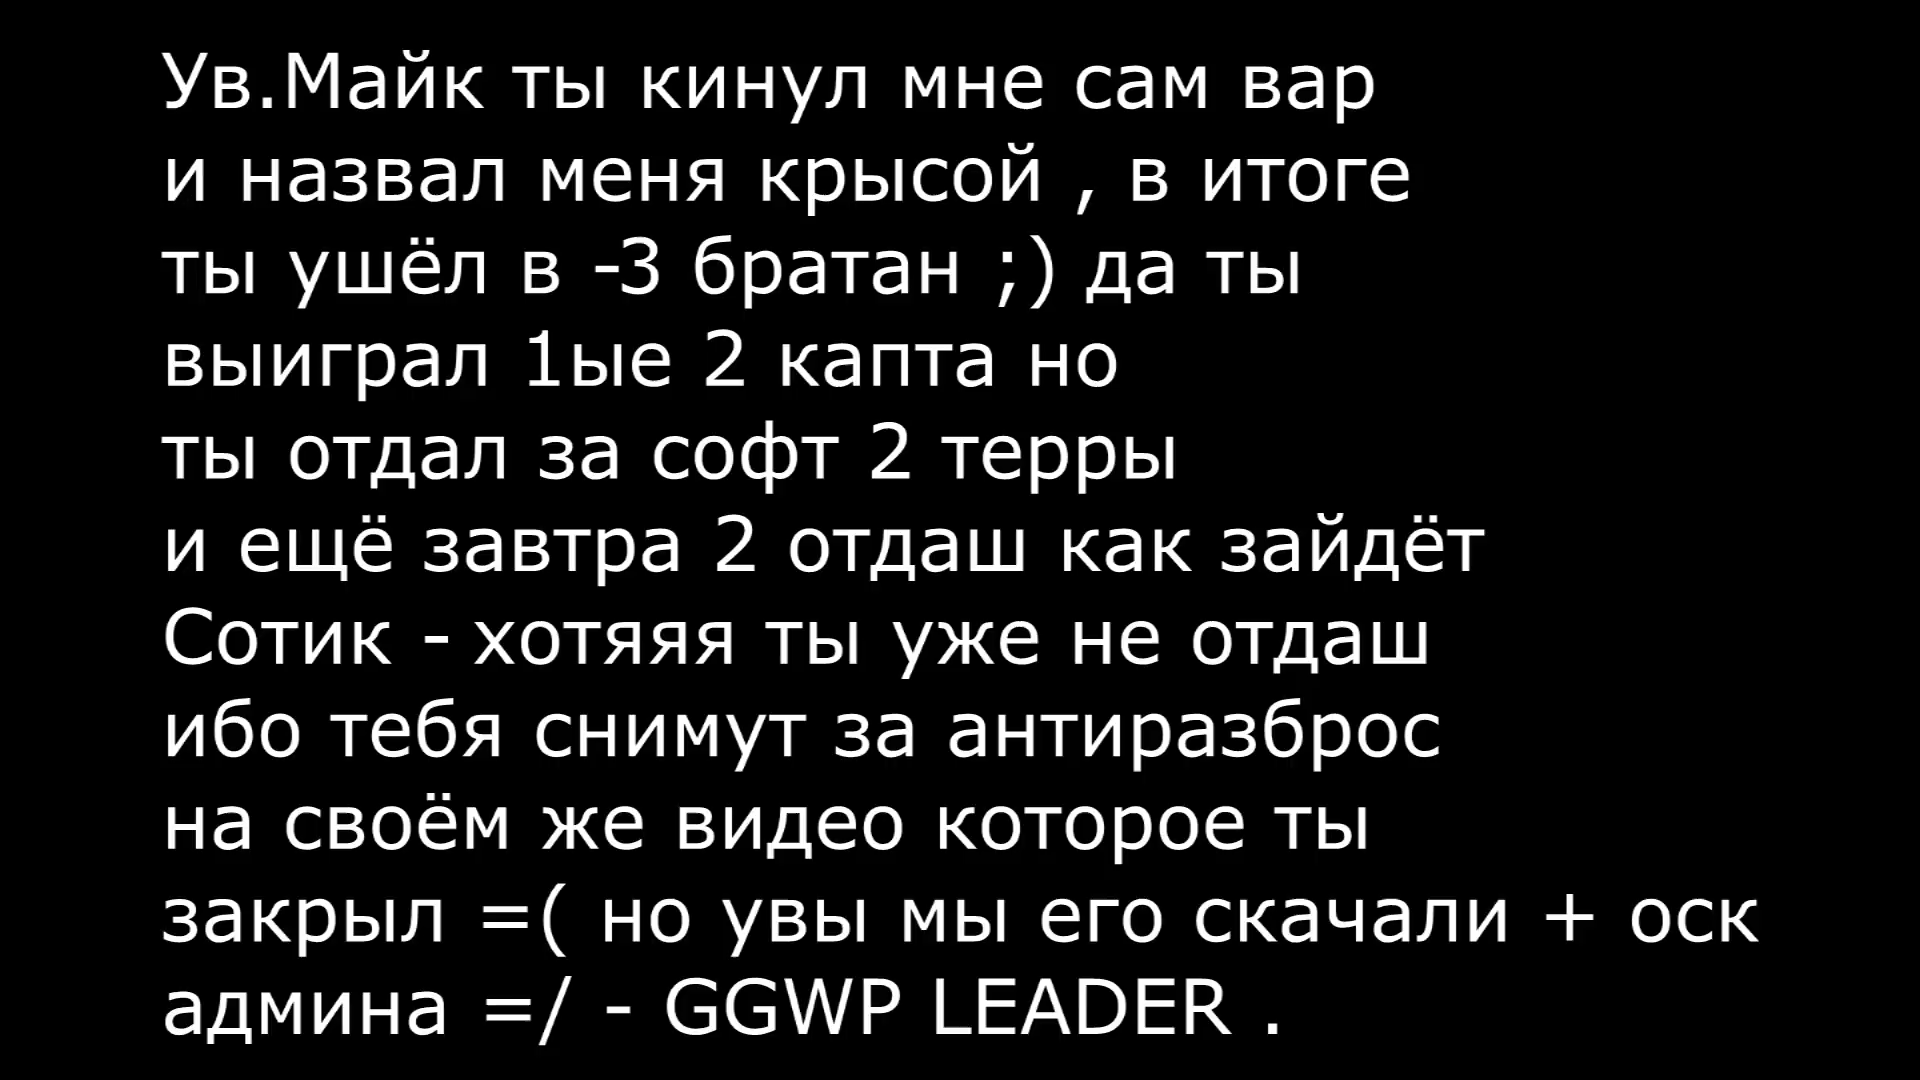 Ув.Майк ты кинул мне сам вар
и назвал меня крысой , в итоге
ты ушёл в -3 братан ;) да ты
выиграл 1ые 2 капта но
ты отдал за софт 2 терры
и ещё завтра 2 отдаш как зайдёт
Сотик - хотяяя ты уже не отдаш
ибо тебя снимут за антиразброс
на своём же видео которое ты
закрыл =( но увы мы его скачали + оск
админа =/ - GGWP LEADER .